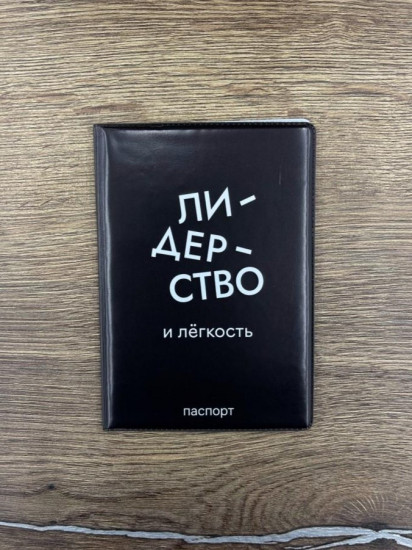 ЛИ–
ДЕР–
СТВО
и лёгкость
паспорт